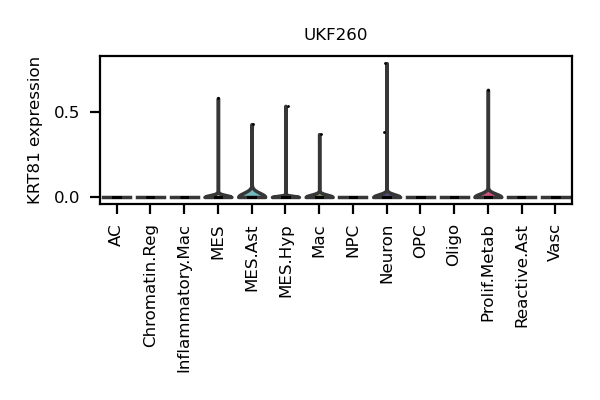 UKF260
KRT81 expression
0.5
0.0
AC
Chromatin.Reg
Inflammatory.Mac
MES
MES.Ast
MES.Hyp
Mac
NPC
Neuron
OPC
Oligo
Prolif.Metab
Reactive.Ast
Vasc